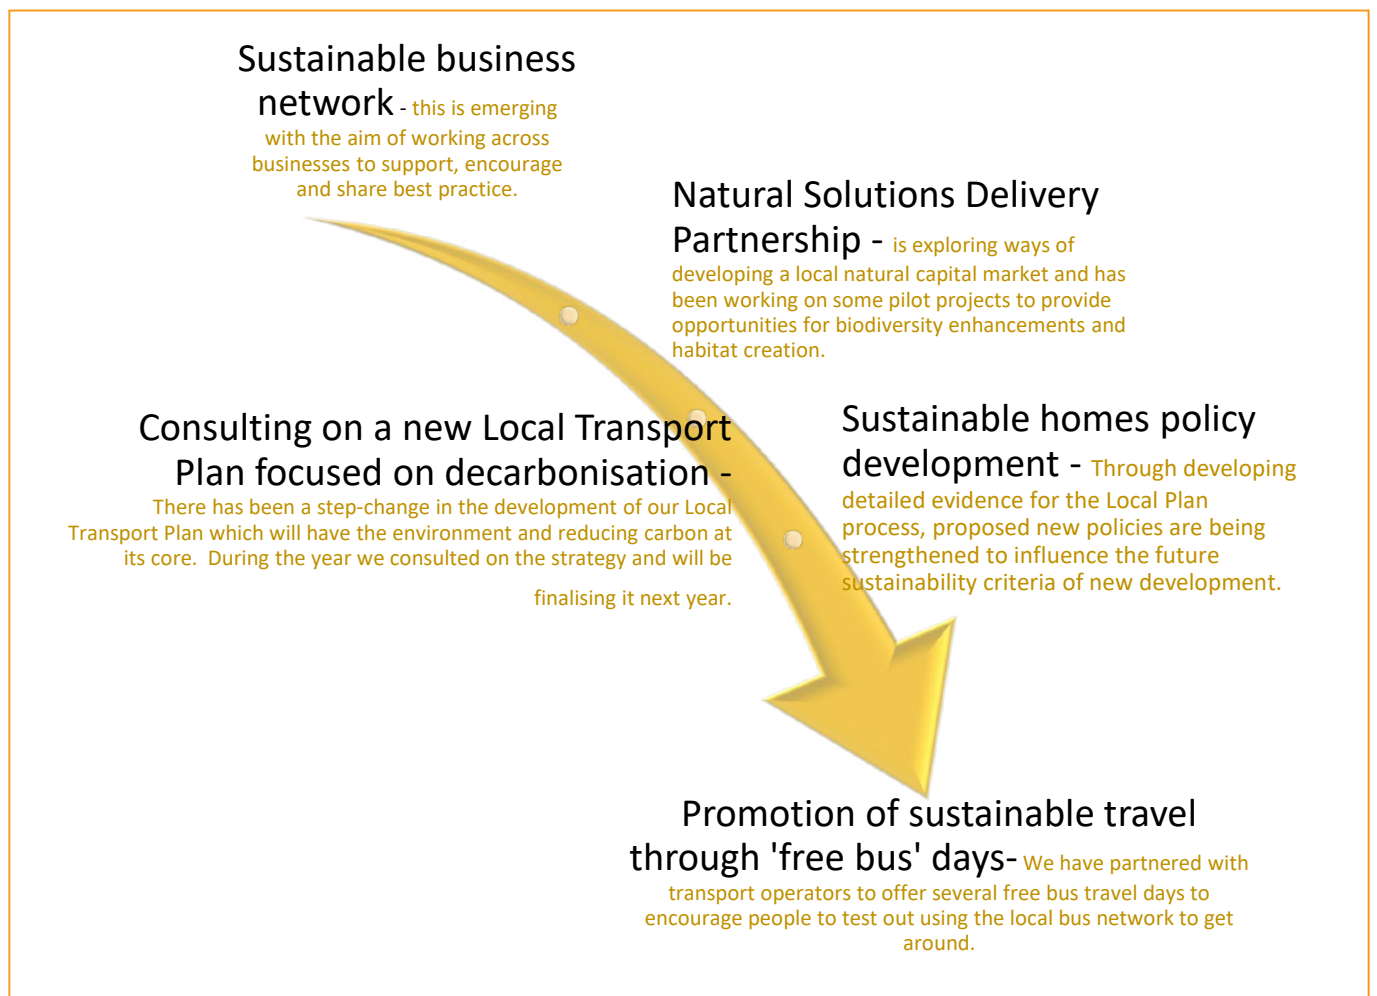 Sustainable business
network - this is emerging
with the aim of working across
businesses to support, encourage
and share best practice.
Natural Solutions Delivery
Partnership - is exploring ways of
developing a local natural capital market and has
been working on some pilot projects to provide
opportunities for biodiversity enhancements and
habitat creation.
Consulting on a new Local Transport
Plan focused on decarbonisation -
There has been a step-change in the development of our Local
Transport Plan which will have the environment and reducing carbon at
its core.  During the year we consulted on the strategy and will be
finalising it next year.
Sustainable homes policy
development - Through developing
detailed evidence for the Local Plan
process, proposed new policies are being
strengthened to influence the future
sustainability criteria of new development.
Promotion of sustainable travel
through 'free bus' days- We have partnered with
transport operators to offer several free bus travel days to
encourage people to test out using the local bus network to get
around.